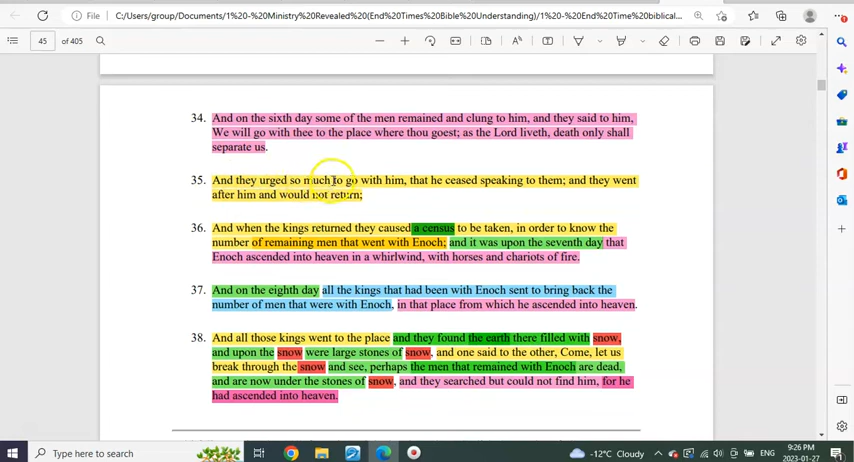 File
C:/Users/group/Documents/1%20-%20Ministry%20Revealed%20(End%20Times%20Bible%20Understanding)/1%20-%20END%20Time%20biblical...
45 of 405
34. And on the sixth day some of the men remained and clung to him, and they said to him,
We will go with thee to the place where thou goest; as the Lord liveth, death only shall
separate us.
35. And they urged so much to go with him, that he ceased speaking to them; and they went
after him and would not return;
36. And when the kings returned they caused a census to be taken, in order to know the
number of remaining men that went with Enoch; and it was upon the seventh day that
Enoch ascended into heaven in a whirlwind, with horses and chariots of fire.
37. And on the eighth day all the kings that had been with Enoch sent to bring back the
number of men that were with Enoch, in that place from which he ascended into heaven.
38. And all those kings went to the place and they found the earth there filled with snow,
and upon the snow were large stones of snow, and one said to the other, Come, let us
break through the snow and see, perhaps the men that remained with Enoch are dead,
and are now under the stones of snow, and they searched but could not find him, for he
had ascended into heaven.
Type here to search
-12°C Cloudy
ENG
9:26 PM
2023-01-27